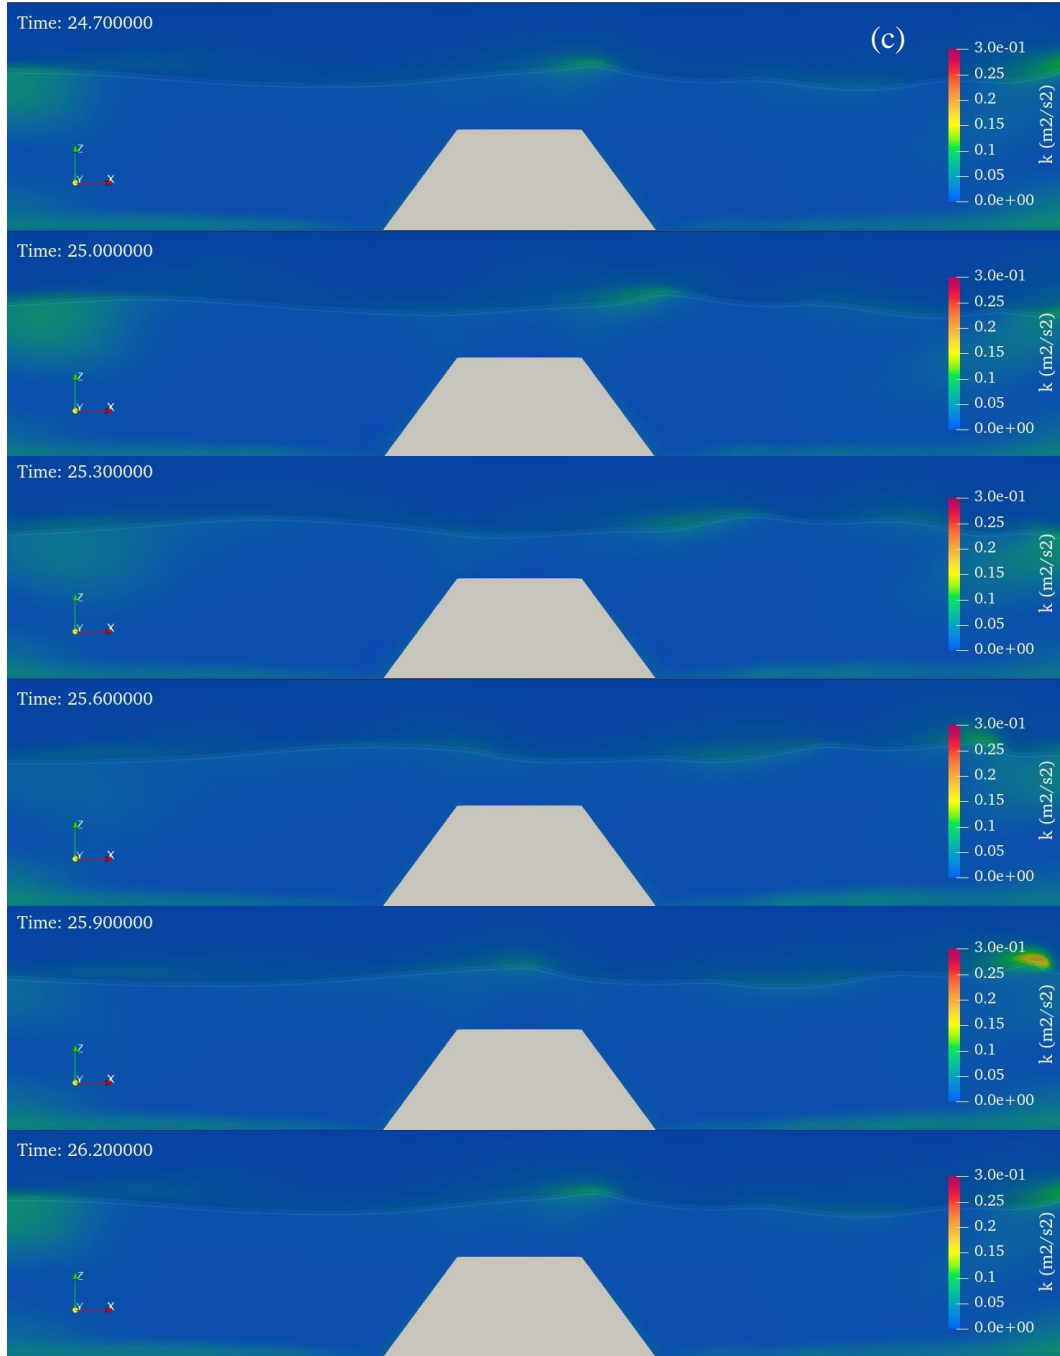 Time: 24.700000
(c)
3.0e-01
0.25
0.2
0.15
0.1
0.05
0.0e+00
k (m2/s2)
Z
Y
X
Time: 25.000000
3.0e-01
0.25
0.2
0.15
0.1
0.05
0.0e+00
k (m2/s2)
Z
Y
X
Time: 25.300000
3.0e-01
0.25
0.2
0.15
0.1
0.05
0.0e+00
k (m2/s2)
Z
Y
X
Time: 25.600000
3.0e-01
0.25
0.2
0.15
0.1
0.05
0.0e+00
k (m2/s2)
Z
Y
X
Time: 25.900000
3.0e-01
0.25
0.2
0.15
0.1
0.05
0.0e+00
k (m2/s2)
Z
Y
X
Time: 26.200000
3.0e-01
0.25
0.2
0.15
0.1
0.05
0.0e+00
k (m2/s2)
Z
Y
X